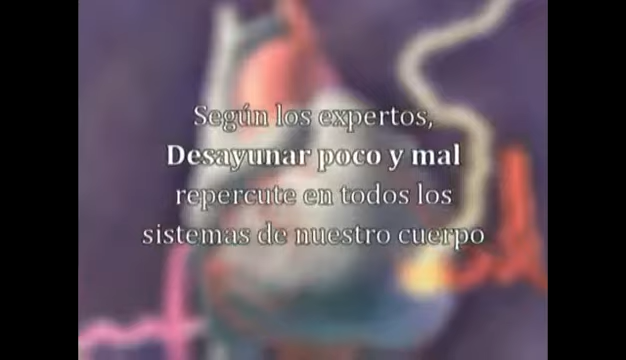 Según los expertos,
Desayunar poco y mal
repercute en todos los
sistemas de nuestro cuerpo